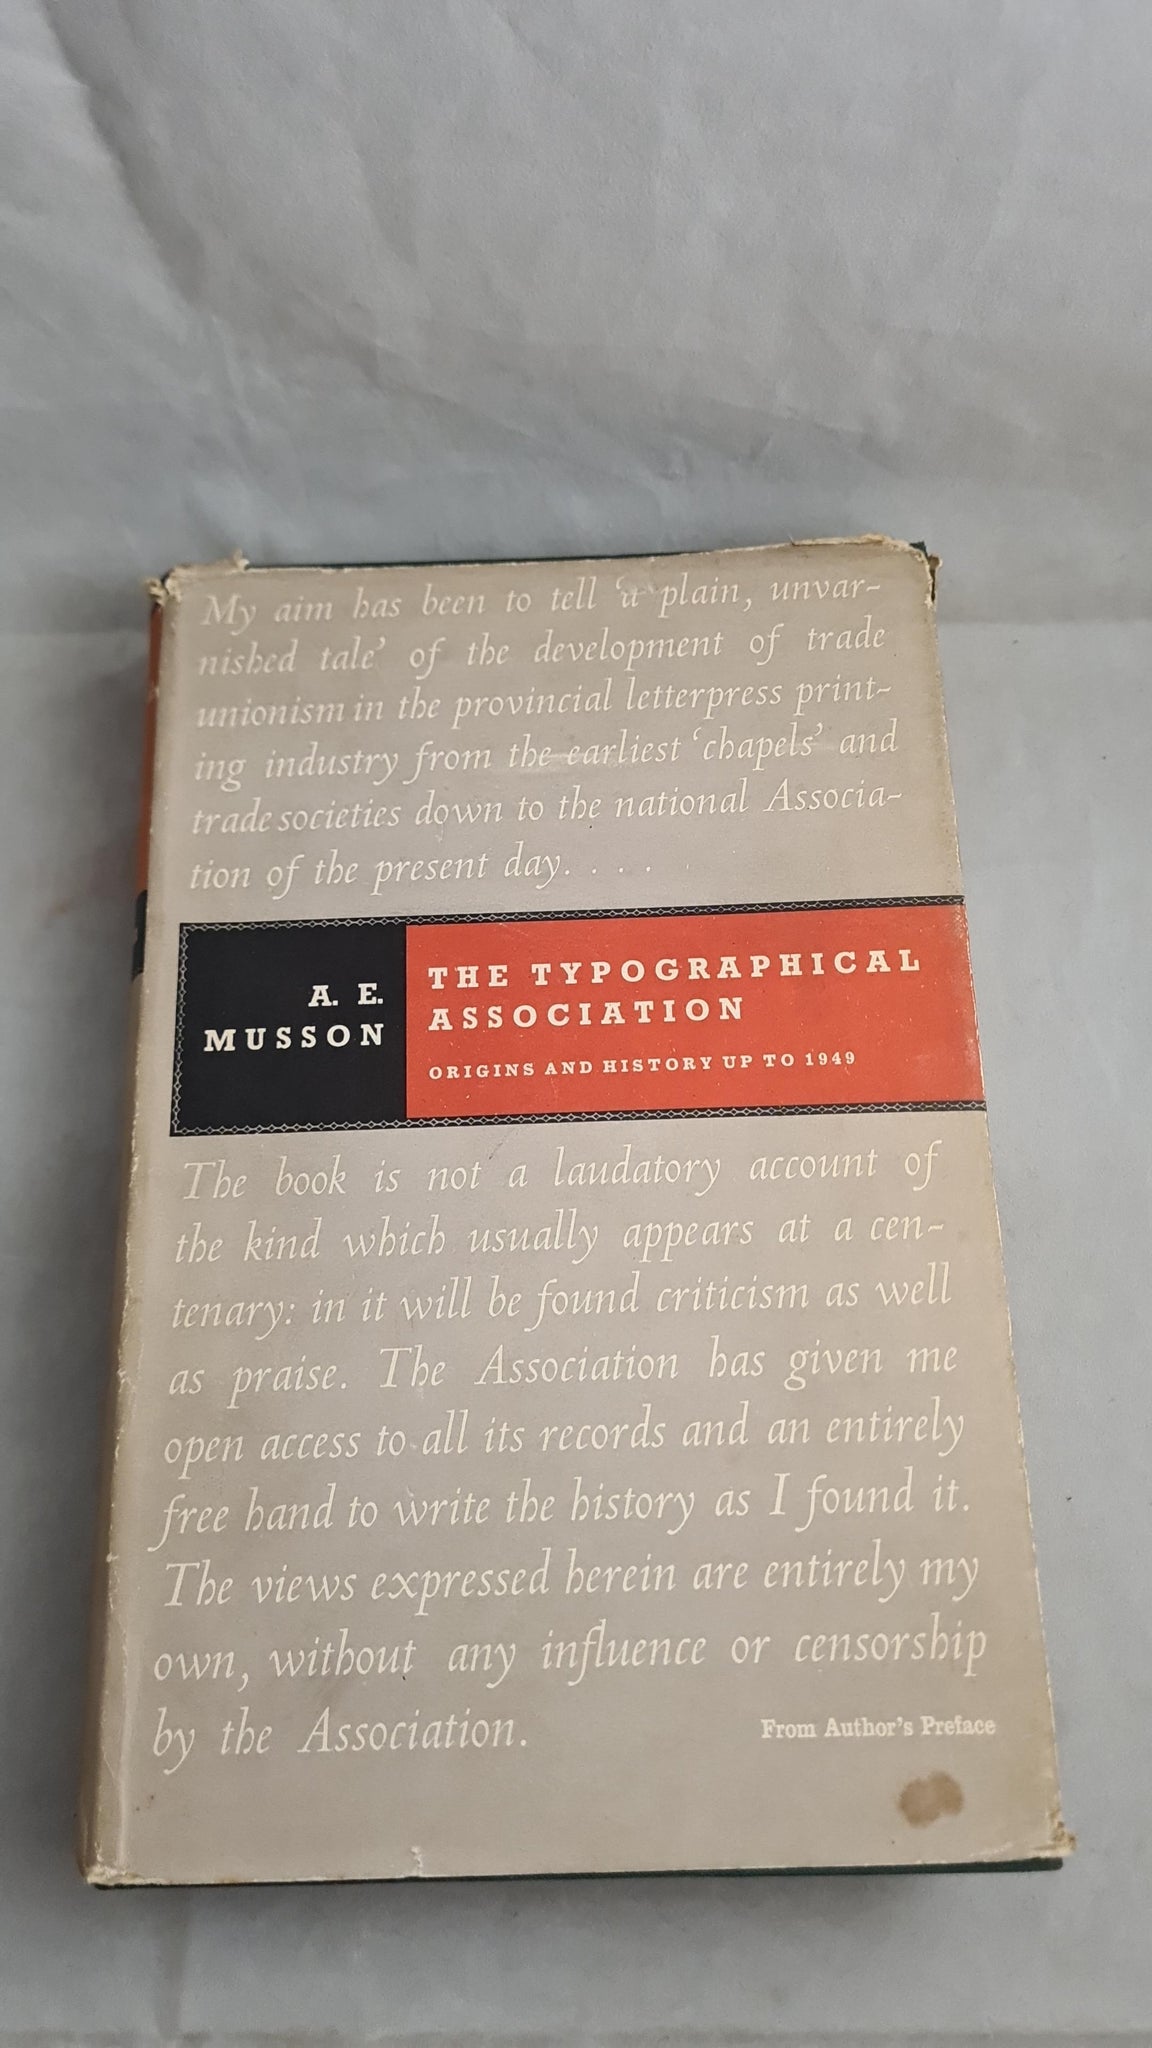 My aim has been to tell 'a plain, unvar-
nished tale' of the development of trade
unionism in the provincial letterpress print-
ing industry from the earliest 'chapels' and
trade societies down to the national Associa-
tion of the present day. . . .
A. E.
MUSSON
THE TYPOGRAPHICAL
ASSOCIATION
ORIGINS AND HISTORY UP TO 1949
The book is not a laudatory account of
the kind which usually appears at a cen-
tenary: in it will be found criticism as well
as praise. The Association has given me
open access to all its records and an entirely
free hand to write the history as I found it.
The views expressed herein are entirely my
own, without any influence or censorship
by the Association.
From Author's Preface